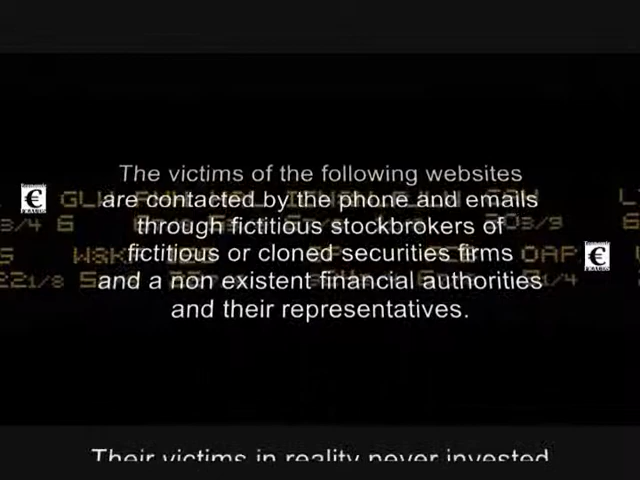 The victims of the following websites
are contacted by the phone and emails
through fictitious stockbrokers of
fictitious or cloned securities firms
and a non existent financial authorities
and their representatives.
Their victims in reality never invested